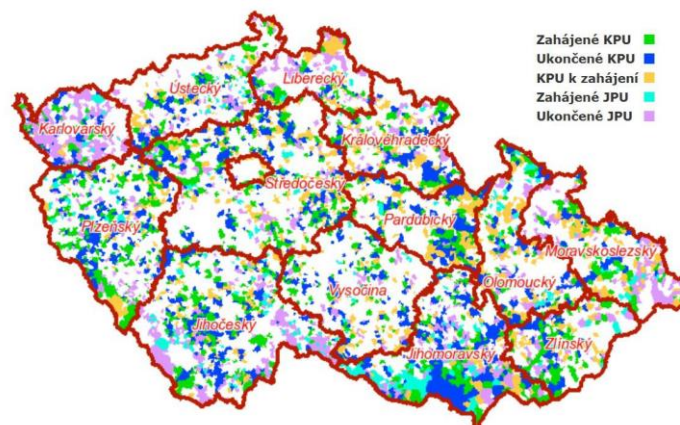 Zahájené KPU
Ukončené KPU
KPU k zahájení
Zahájené JPU
Ukončené JPU
Liberecký
Ústecký
Karlovarský
Královéhradecký
Středočeský
Pardubický
Plzeňský
Moravskoslezský
Olomoucký
Vysočina
Jihočeský
Zlínský
Jihomoravský